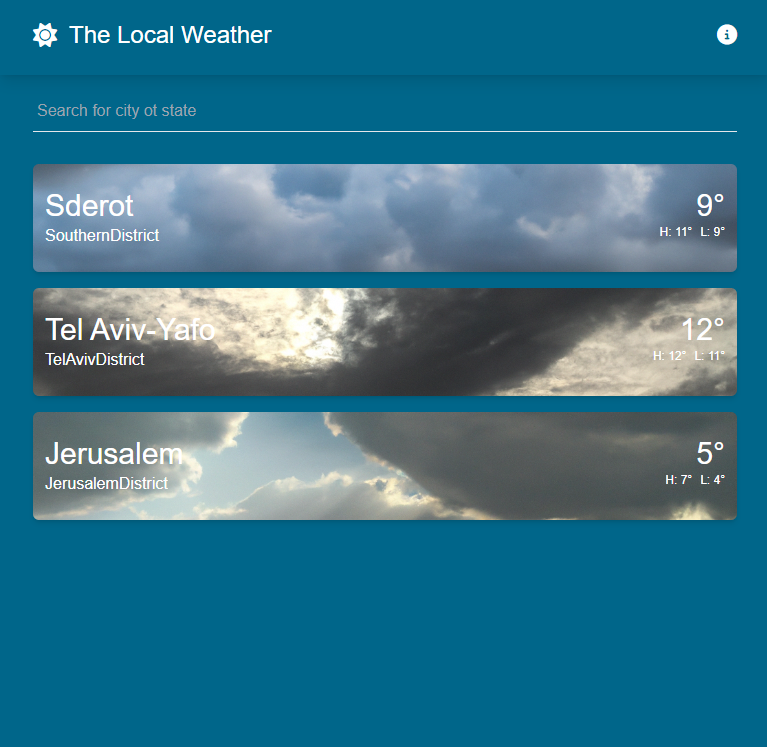 The Local Weather
Search for city ot state
Sderot
9°
SouthernDistrict
H: 11° L: 9°
Tel Aviv-Yafo
12°
TelAvivDistrict
H: 12° L: 11°
Jerusalem
5°
JerusalemDistrict
H: 7° L: 4°